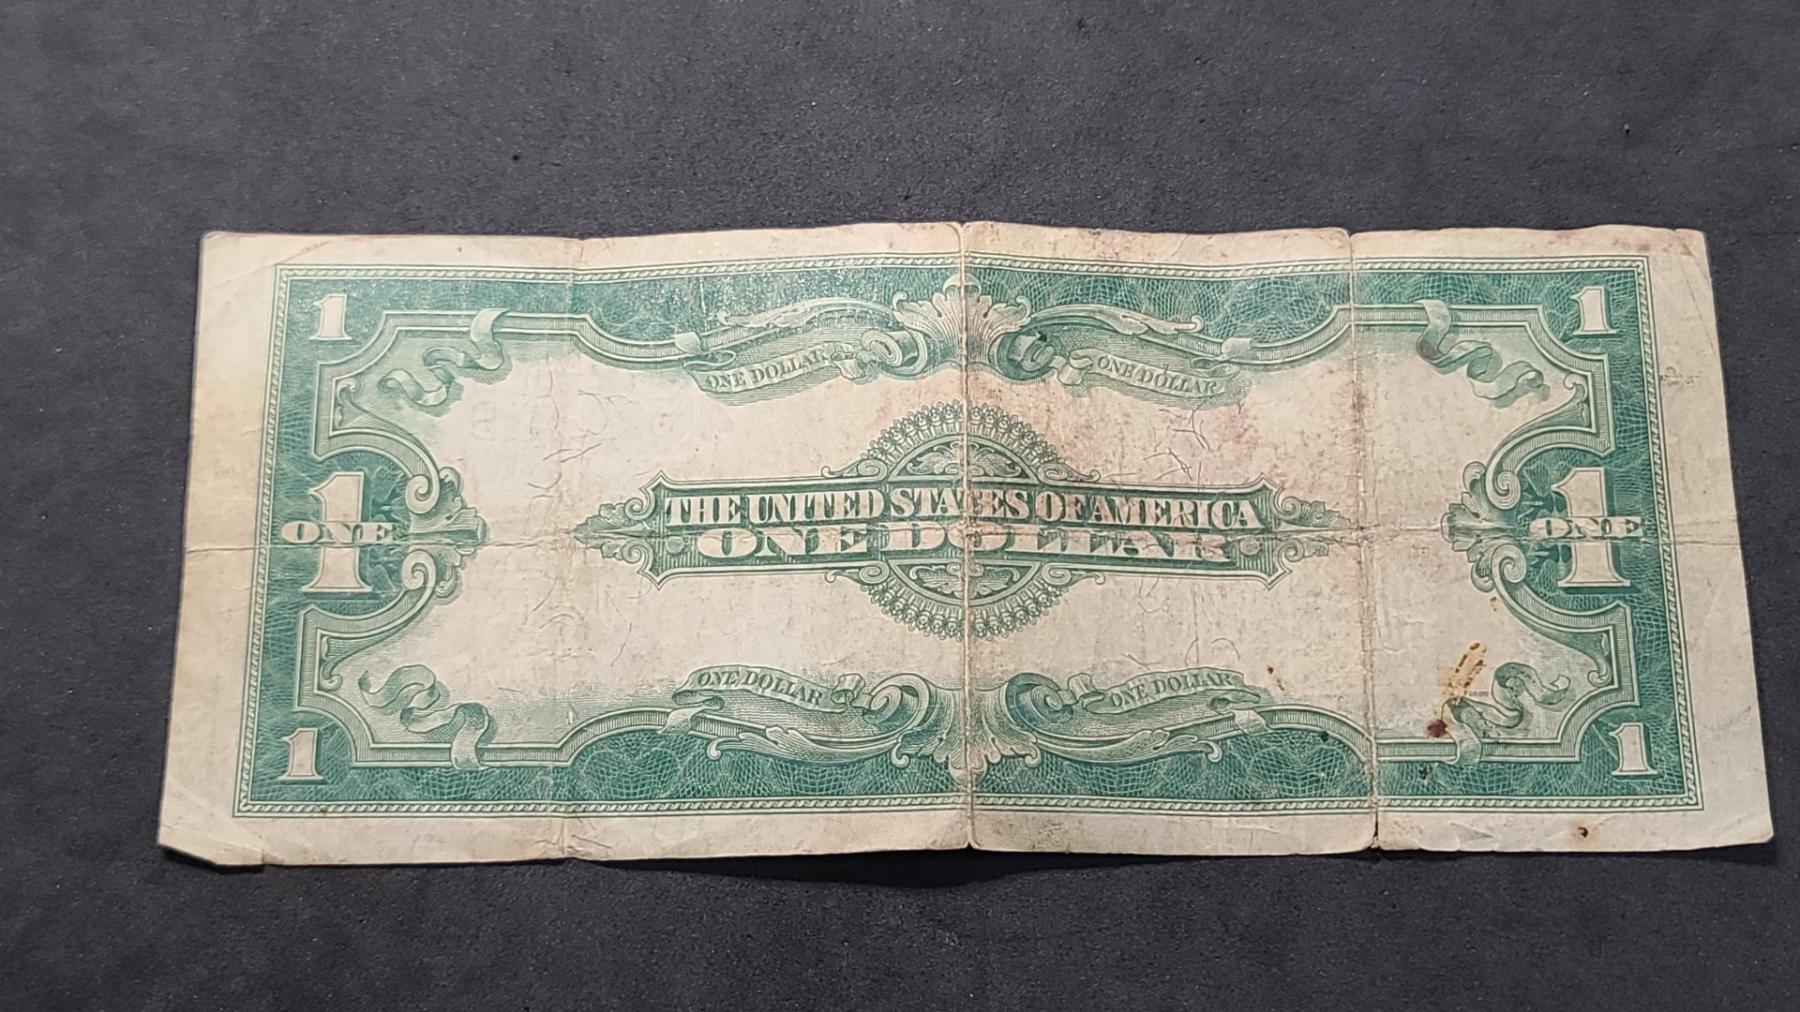 1 1
ONE DOLLAR ONE DOLLAR
THE UNITED STATES OF AMERICA
1 ONE 1 ONE
ONE DOLLAR
ONE DOLLAR ONE DOLLAR
1 1